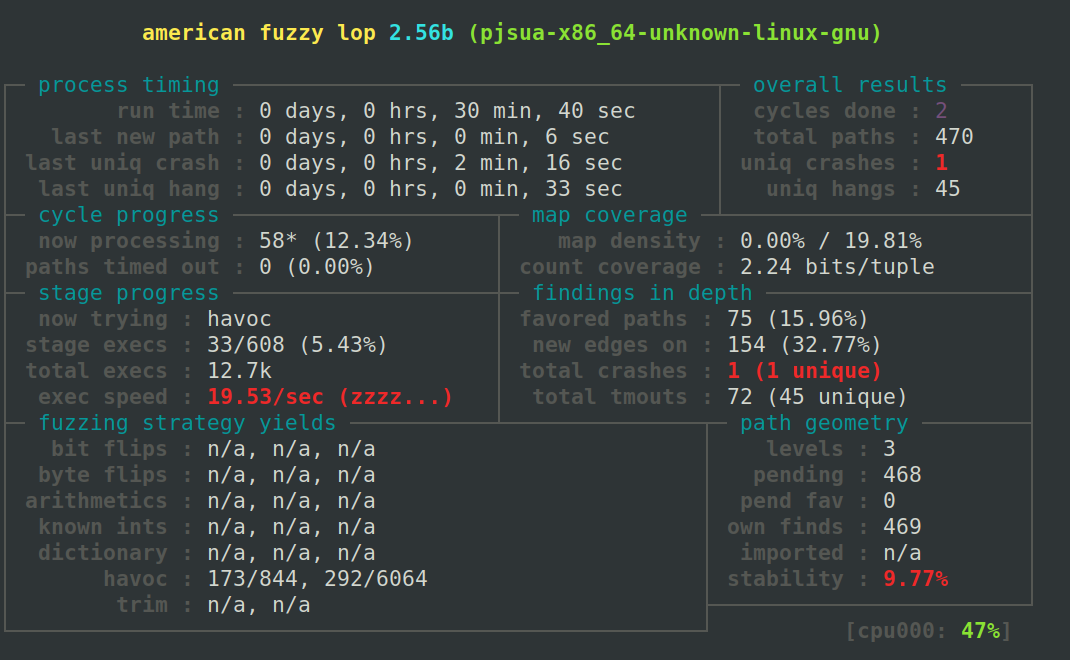 american fuzzy lop 2.56b (pjsua-x86_64-unknown-linux-gnu)
process timing overall results
run time : 0 days, 0 hrs, 30 min, 40 sec cycles done : 2
last new path : 0 days, 0 hrs, 0 min, 6 sec total paths : 470
last uniq crash : 0 days, 0 hrs, 2 min, 16 sec uniq crashes : 1
last uniq hang : 0 days, 0 hrs, 0 min, 33 sec uniq hangs : 45
cycle progress map coverage
now processing : 58* (12.34%) map density : 0.00% / 19.81%
paths timed out : 0 (0.00%) count coverage : 2.24 bits/tuple
stage progress findings in depth
now trying : havoc favored paths : 75 (15.96%)
stage execs : 33/608 (5.43%) new edges on : 154 (32.77%)
total execs : 12.7k total crashes : 1 (1 unique)
exec speed : 19.53/sec (zzzz...) total tmouts : 72 (45 unique)
fuzzing strategy yields path geometry
bit flips : n/a, n/a, n/a levels : 3
byte flips : n/a, n/a, n/a pending : 468
arithmetics : n/a, n/a, n/a pend fav : 0
known ints : n/a, n/a, n/a own finds : 469
dictionary : n/a, n/a, n/a imported : n/a
havoc : 173/844, 292/6064 stability : 9.77%
trim : n/a, n/a
[cpu000: 47%]